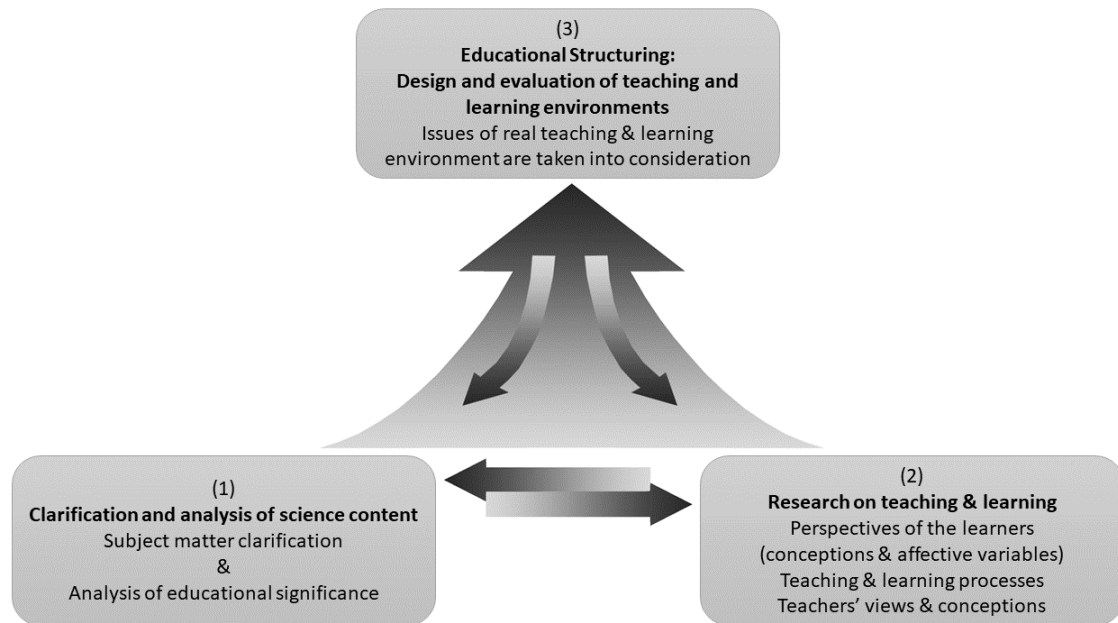 (3)
Educational Structuring:
Design and evaluation of teaching and
learning environments
Issues of real teaching & learning
environment are taken into consideration
(1)
Clarification and analysis of science content
Subject matter clarification
&
Analysis of educational significance
(2)
Research on teaching & learning
Perspectives of the learners
(conceptions & affective variables)
Teaching & learning processes
Teachers’ views & conceptions